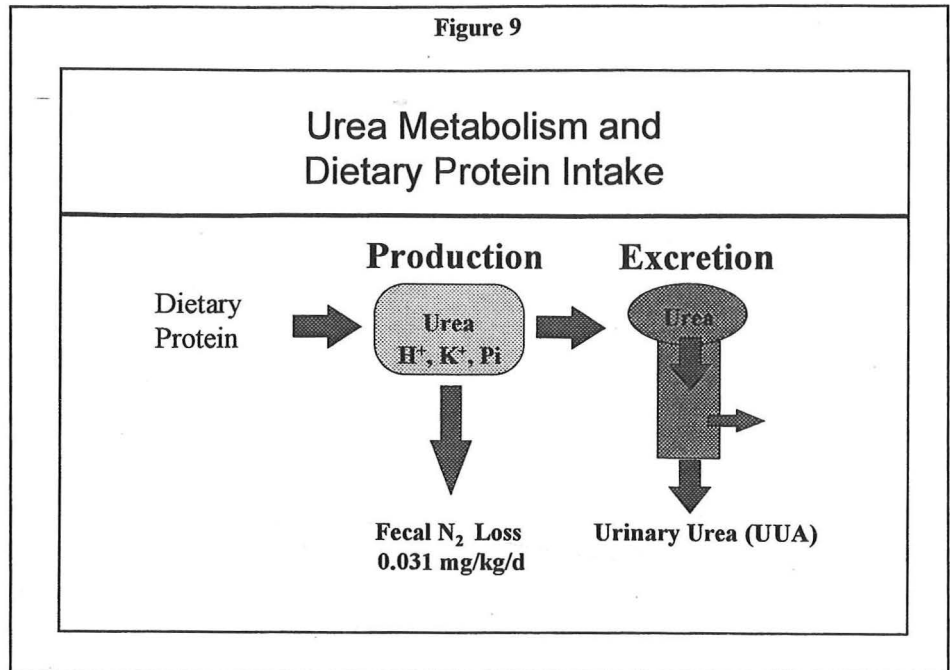 Figure 9
Urea Metabolism and
Dietary Protein Intake
Production
Excretion
Dietary
Protein
Urea
H⁺, K⁺, Pi
Urea
Fecal N₂ Loss
0.031 mg/kg/d
Urinary Urea (UUA)